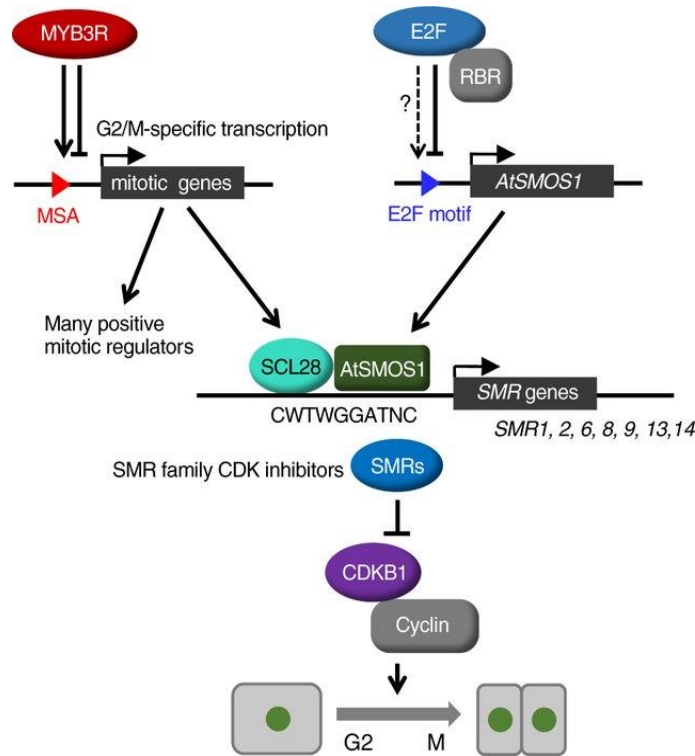 MYB3R
E2F
RBR
?
G2/M-specific transcription
mitotic genes
AtSMOS1
MSA
E2F motif
Many positive
mitotic regulators
SCL28
AtSMOS1
SMR genes
CWTWGGATNC
SMR1, 2, 6, 8, 9, 13,14
SMR family CDK inhibitors
SMRs
CDKB1
Cyclin
G2
M